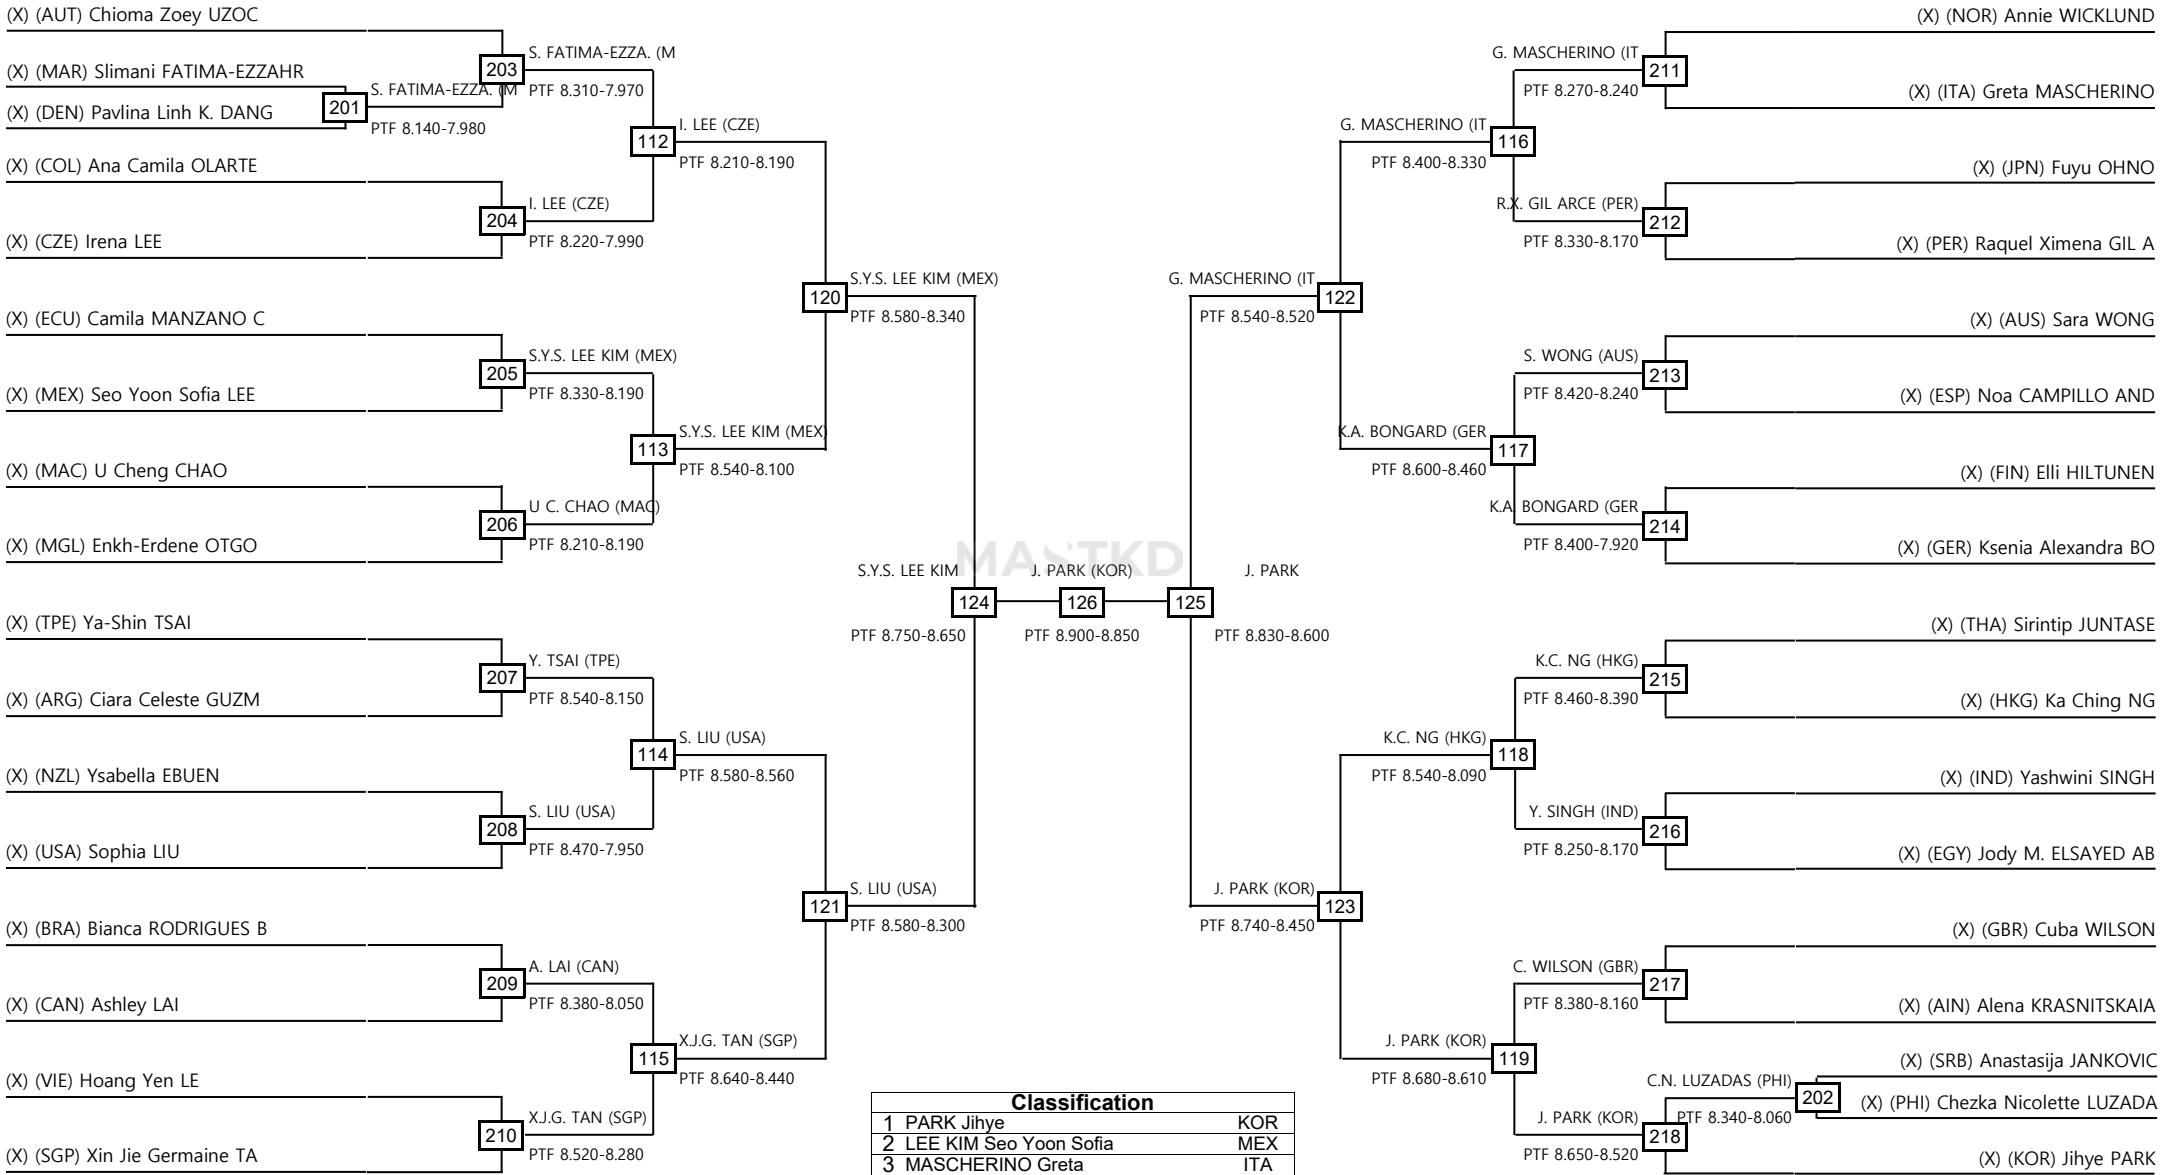 (X) (AUT) Chioma Zoey UZOC
(X) (MAR) Slimani FATIMA-EZZAHR
(X) (DEN) Pavlina Linh K. DANG
(X) (COL) Ana Camila OLARTE
(X) (CZE) Irena LEE
(X) (ECU) Camila MANZANO C
(X) (MEX) Seo Yoon Sofia LEE
(X) (MAC) U Cheng CHAO
(X) (MGL) Enkh-Erdene OTGO
(X) (TPE) Ya-Shin TSAI
(X) (ARG) Ciara Celeste GUZM
(X) (NZL) Ysabella EBUEN
(X) (USA) Sophia LIU
(X) (BRA) Bianca RODRIGUES B
(X) (CAN) Ashley LAI
(X) (VIE) Hoang Yen LE
(X) (SGP) Xin Jie Germaine TA
201
S. FATIMA-EZZA. (M
PTF 8.140-7.980
203
S. FATIMA-EZZA. (M
PTF 8.310-7.970
204
I. LEE (CZE)
PTF 8.220-7.990
205
S.Y.S. LEE KIM (MEX)
PTF 8.330-8.190
206
U C. CHAO (MAC)
PTF 8.210-8.190
207
Y. TSAI (TPE)
PTF 8.540-8.150
208
S. LIU (USA)
PTF 8.470-7.950
209
A. LAI (CAN)
PTF 8.380-8.050
210
X.J.G. TAN (SGP)
PTF 8.520-8.280
112
I. LEE (CZE)
PTF 8.210-8.190
113
S.Y.S. LEE KIM (MEX)
PTF 8.540-8.100
114
S. LIU (USA)
PTF 8.580-8.560
115
X.J.G. TAN (SGP)
PTF 8.640-8.440
120
S.Y.S. LEE KIM (MEX)
PTF 8.580-8.340
121
S. LIU (USA)
PTF 8.580-8.300
MASTKD
S.Y.S. LEE KIM
124
PTF 8.750-8.650
J. PARK (KOR)
126
PTF 8.900-8.850
J. PARK
125
PTF 8.830-8.600
G. MASCHERINO (IT
122
PTF 8.540-8.520
J. PARK (KOR)
123
PTF 8.740-8.450
G. MASCHERINO (IT
116
PTF 8.400-8.330
K.A. BONGARD (GER
117
PTF 8.600-8.460
K.C. NG (HKG)
118
PTF 8.540-8.090
J. PARK (KOR)
119
PTF 8.680-8.610
G. MASCHERINO (IT
211
PTF 8.270-8.240
R.X. GIL ARCE (PER)
212
PTF 8.330-8.170
S. WONG (AUS)
213
PTF 8.420-8.240
K.A. BONGARD (GER
214
PTF 8.400-7.920
K.C. NG (HKG)
215
PTF 8.460-8.390
Y. SINGH (IND)
216
PTF 8.250-8.170
C. WILSON (GBR)
217
PTF 8.380-8.160
J. PARK (KOR)
218
PTF 8.650-8.520
C.N. LUZADAS (PHI)
202
PTF 8.340-8.060
(X) (NOR) Annie WICKLUND
(X) (ITA) Greta MASCHERINO
(X) (JPN) Fuyu OHNO
(X) (PER) Raquel Ximena GIL A
(X) (AUS) Sara WONG
(X) (ESP) Noa CAMPILLO AND
(X) (FIN) Elli HILTUNEN
(X) (GER) Ksenia Alexandra BO
(X) (THA) Sirintip JUNTASE
(X) (HKG) Ka Ching NG
(X) (IND) Yashwini SINGH
(X) (EGY) Jody M. ELSAYED AB
(X) (GBR) Cuba WILSON
(X) (AIN) Alena KRASNITSKAIA
(X) (SRB) Anastasija JANKOVIC
(X) (PHI) Chezka Nicolette LUZADA
(X) (KOR) Jihye PARK
Classification
1 PARK Jihye KOR
2 LEE KIM Seo Yoon Sofia MEX
3 MASCHERINO Greta ITA